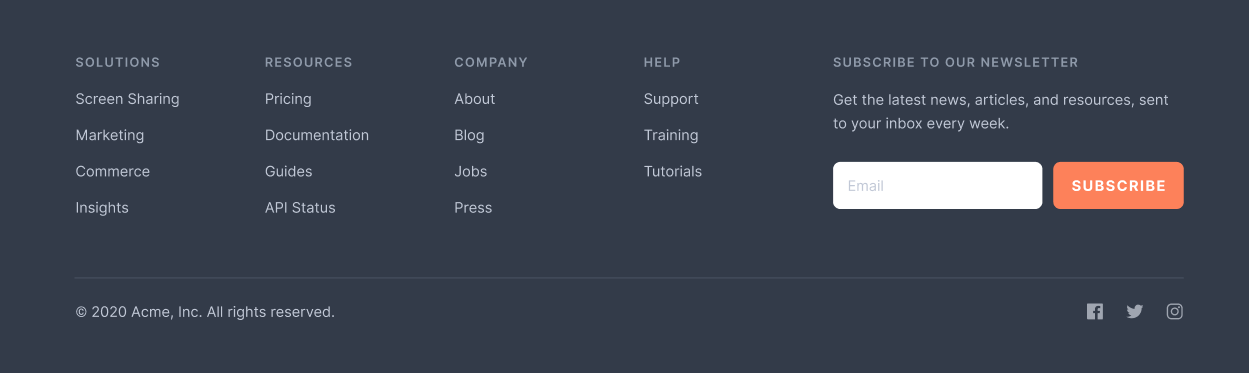 SOLUTIONS
Screen Sharing
Marketing
Commerce
Insights
RESOURCES
Pricing
Documentation
Guides
API Status
COMPANY
About
Blog
Jobs
Press
HELP
Support
Training
Tutorials
SUBSCRIBE TO OUR NEWSLETTER
Get the latest news, articles, and resources, sent
to your inbox every week.
Email
SUBSCRIBE
© 2020 Acme, Inc. All rights reserved.